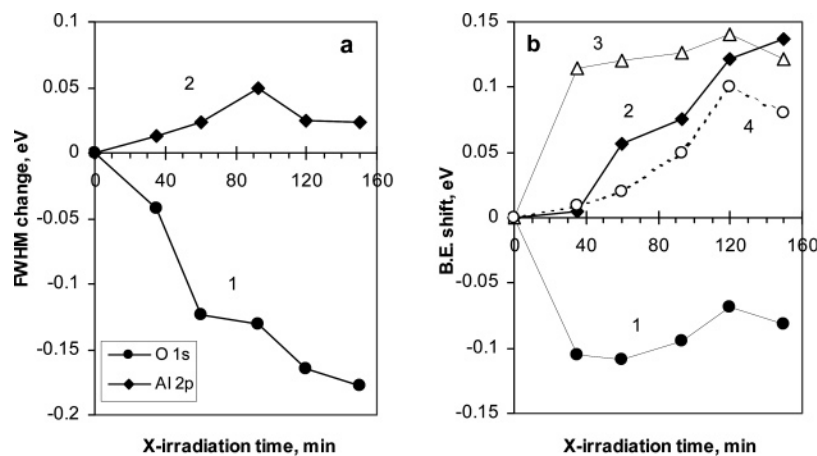 a
FWHM change, eV
0.1
0.05
0
-0.05
-0.1
-0.15
-0.2
0 40 80 120 160
2
1
O 1s
Al 2p
X-irradiation time, min
b
B.E. shift, eV
0.15
0.1
0.05
0
-0.05
-0.1
-0.15
0 40 80 120 160
3
2
4
1
X-irradiation time, min